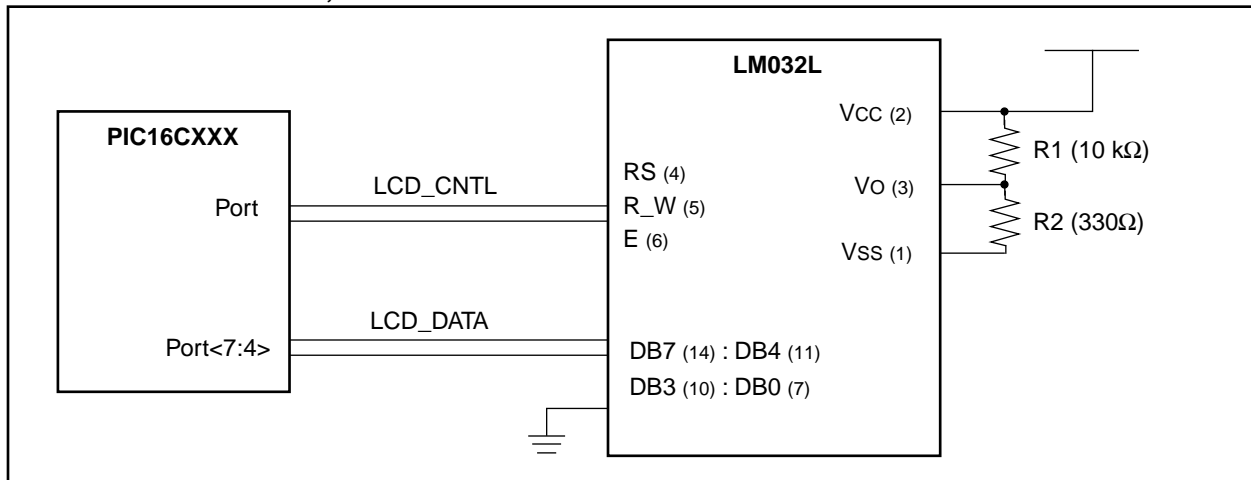 LM032L
VCC (2)
PIC16CXXX
R1 (10 kΩ)
RS (4)
LCD_CNTL
VO (3)
Port
R_W (5)
R2 (330Ω)
E (6)
VSS (1)
LCD_DATA
Port<7:4>
DB7 (14) : DB4 (11)
DB3 (10) : DB0 (7)